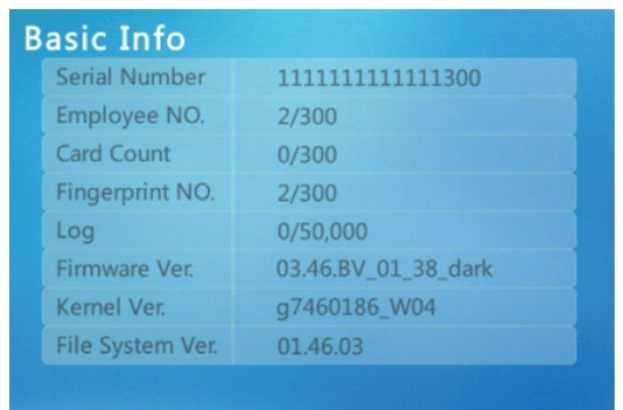 Basic Info
Serial Number 1111111111111300
Employee NO. 2/300
Card Count 0/300
Fingerprint NO. 2/300
Log 0/50,000
Firmware Ver. 03.46.BV_01_38_dark
Kernel Ver. g7460186_W04
File System Ver. 01.46.03